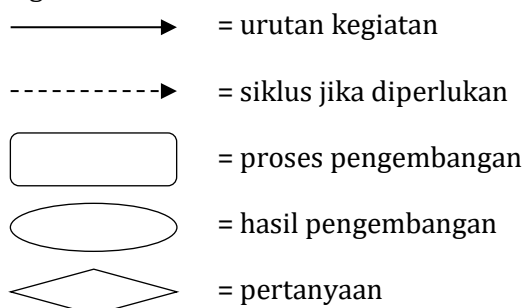 = urutan kegiatan
= siklus jika diperlukan
= proses pengembangan
= hasil pengembangan
= pertanyaan